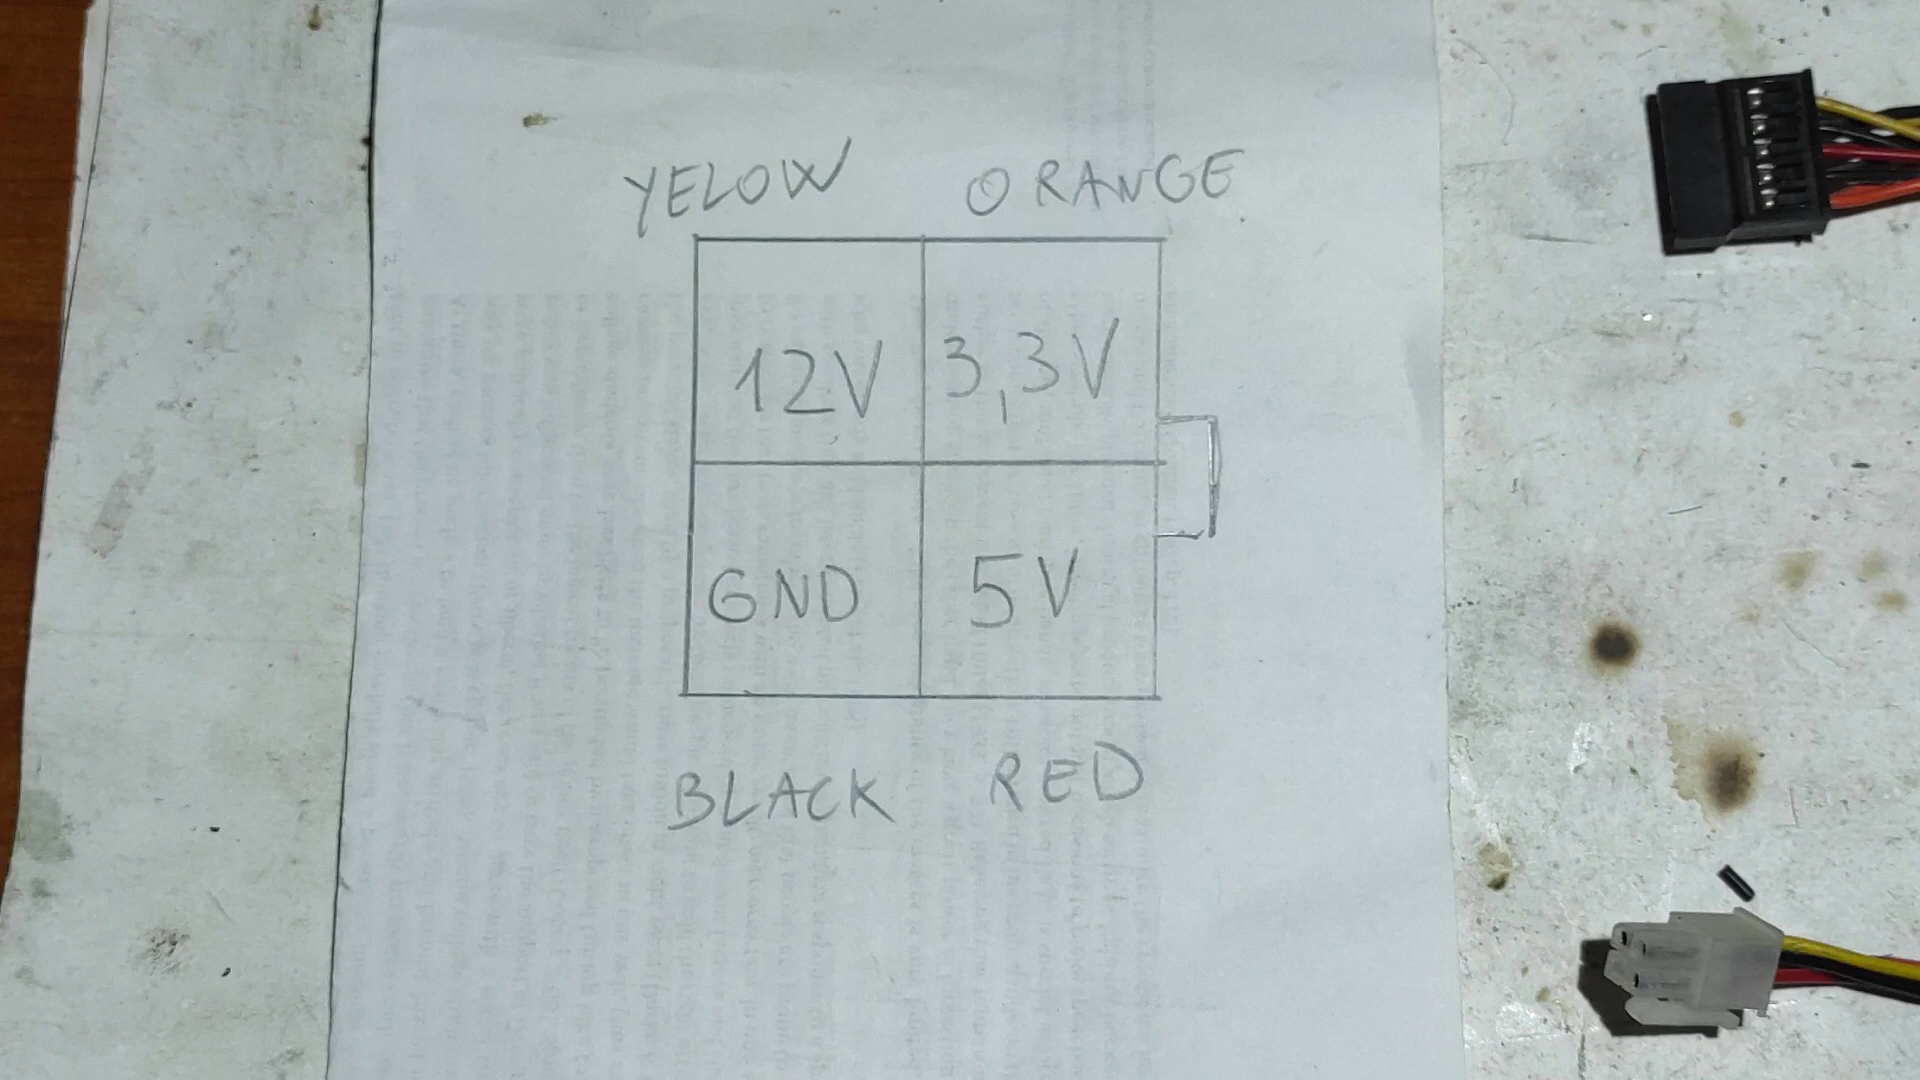 YELOW ORANGE
12V 3,3V
GND 5V
BLACK RED